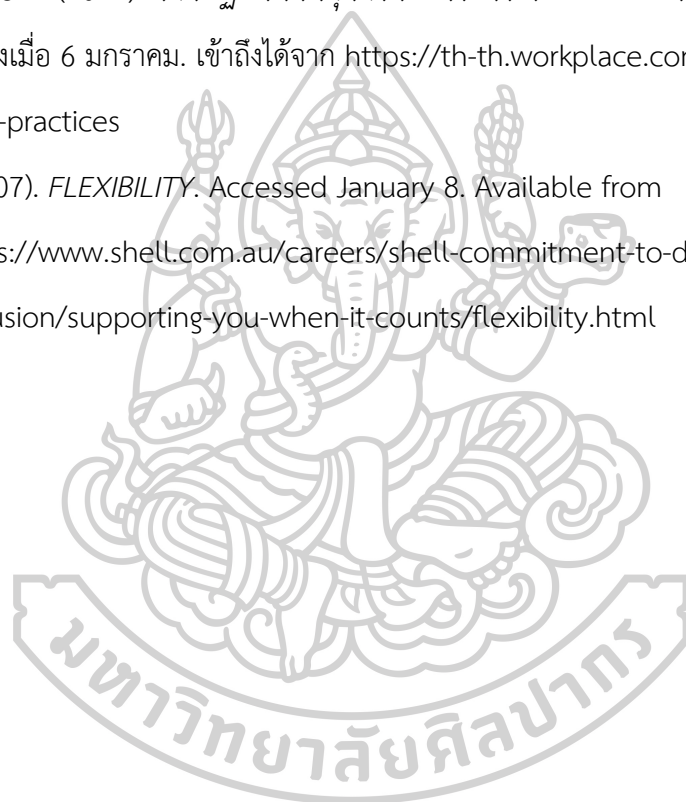 งเมื่อ 6 มกราคม. เข้าถึงได้จาก https://th-th.workplace.com
-practices
07). FLEXIBILITY. Accessed January 8. Available from
s://www.shell.com.au/careers/shell-commitment-to-d
usion/supporting-you-when-it-counts/flexibility.html
มหาวิทยาลัยศิลปากร